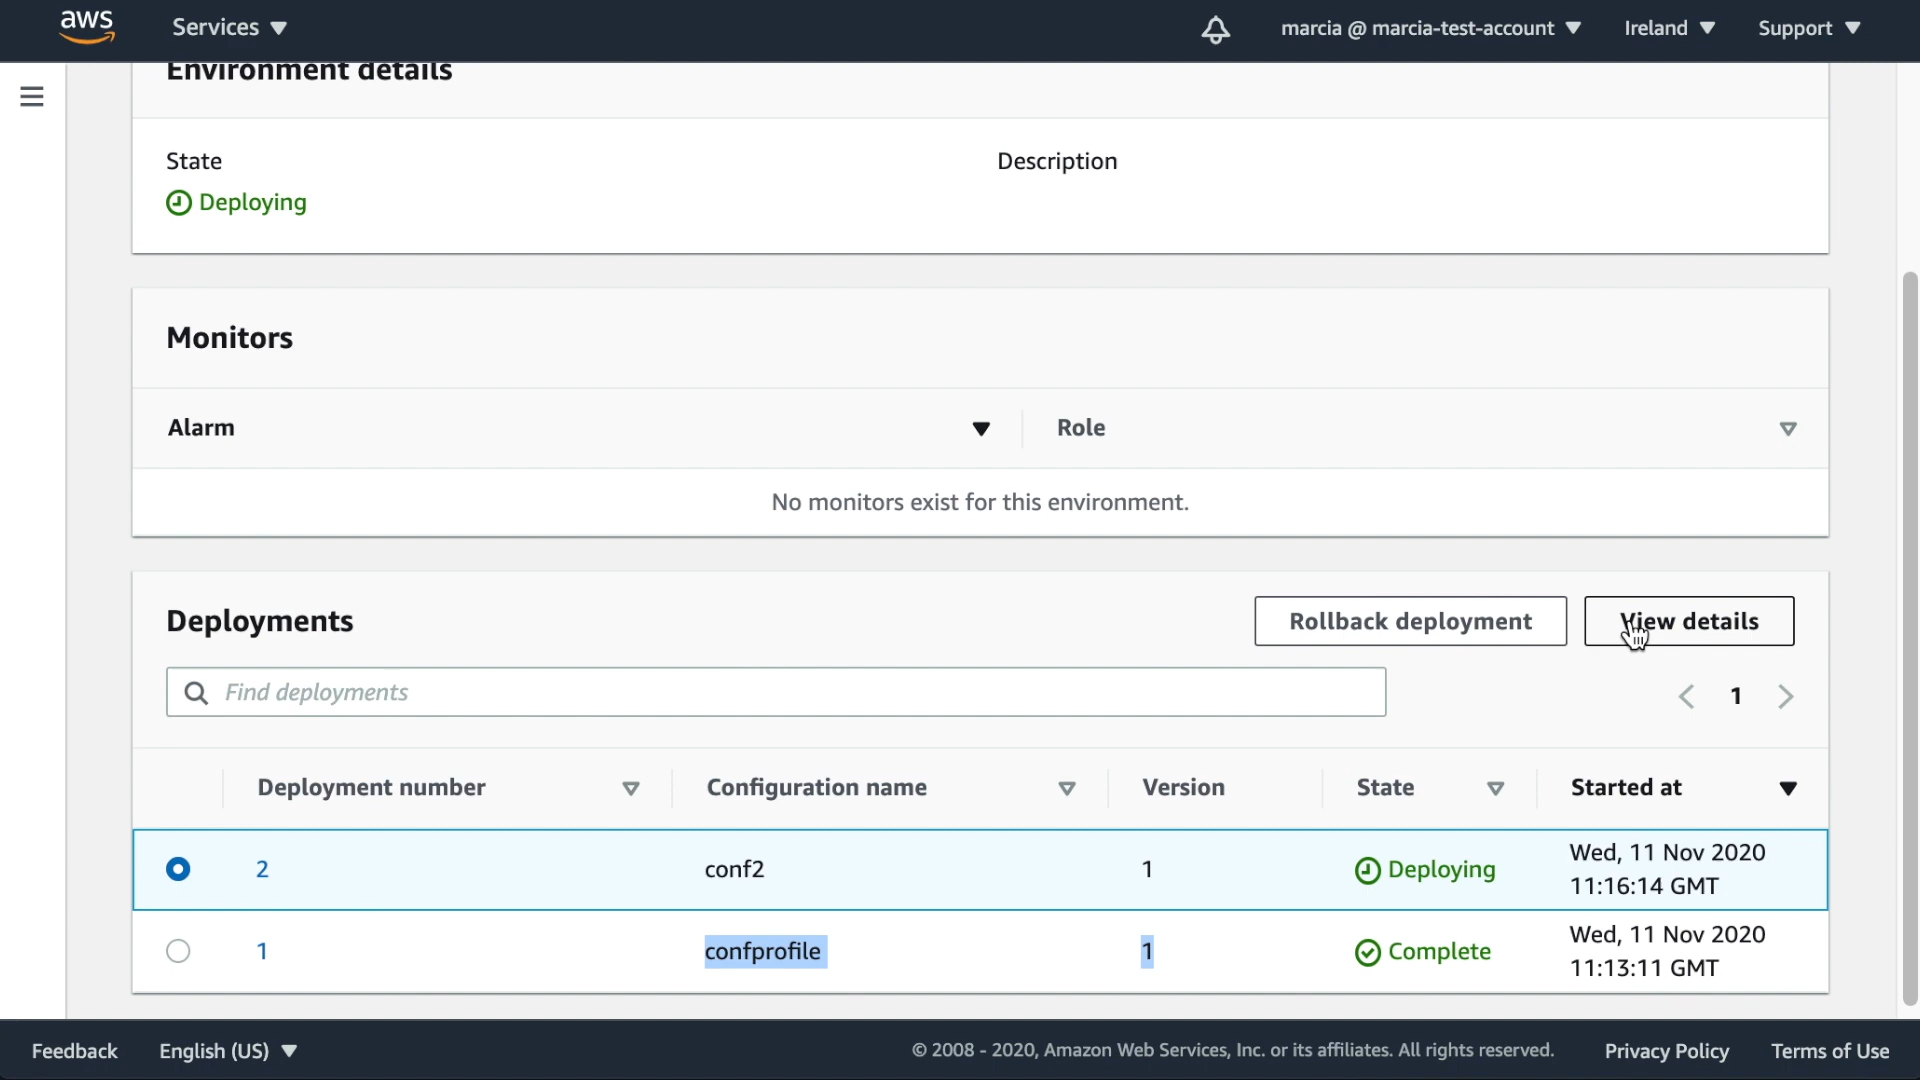 aws
Services
marcia @ marcia-test-account
Ireland
Support
Environment details
State
Description
Deploying
Monitors
Alarm
Role
No monitors exist for this environment.
Deployments
Rollback deployment
View details
Find deployments
1
Deployment number
Configuration name
Version
State
Started at
2
conf2
1
Deploying
Wed, 11 Nov 2020
11:16:14 GMT
1
confprofile
1
Complete
Wed, 11 Nov 2020
11:13:11 GMT
Feedback
English (US)
© 2008 - 2020, Amazon Web Services, Inc. or its affiliates. All rights reserved.
Privacy Policy
Terms of Use